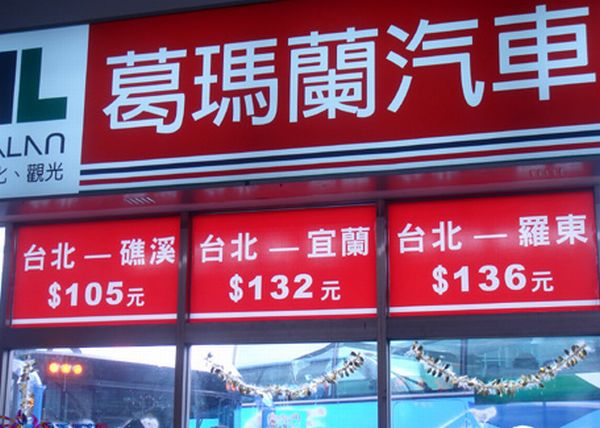 葛瑪蘭汽車
ALAN
、觀光
台北 — 礁溪
$105元
台北 — 宜蘭
$132元
台北 — 羅東
$136元